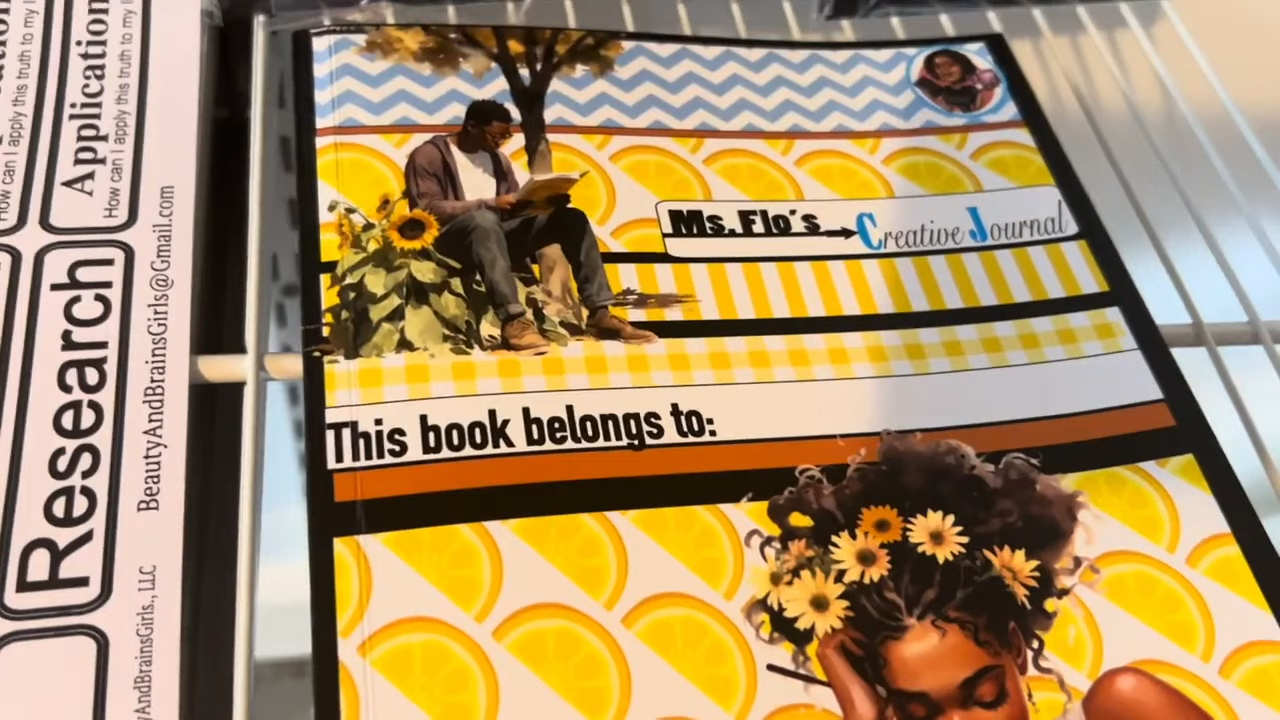 Application
How can I apply this truth to my
How can I apply this truth to my
Research
BeautyAndBrainsGirls@Gmail.com
AndBrainsGirls., LLC
Ms. Flo's Creative Journal
This book belongs to: